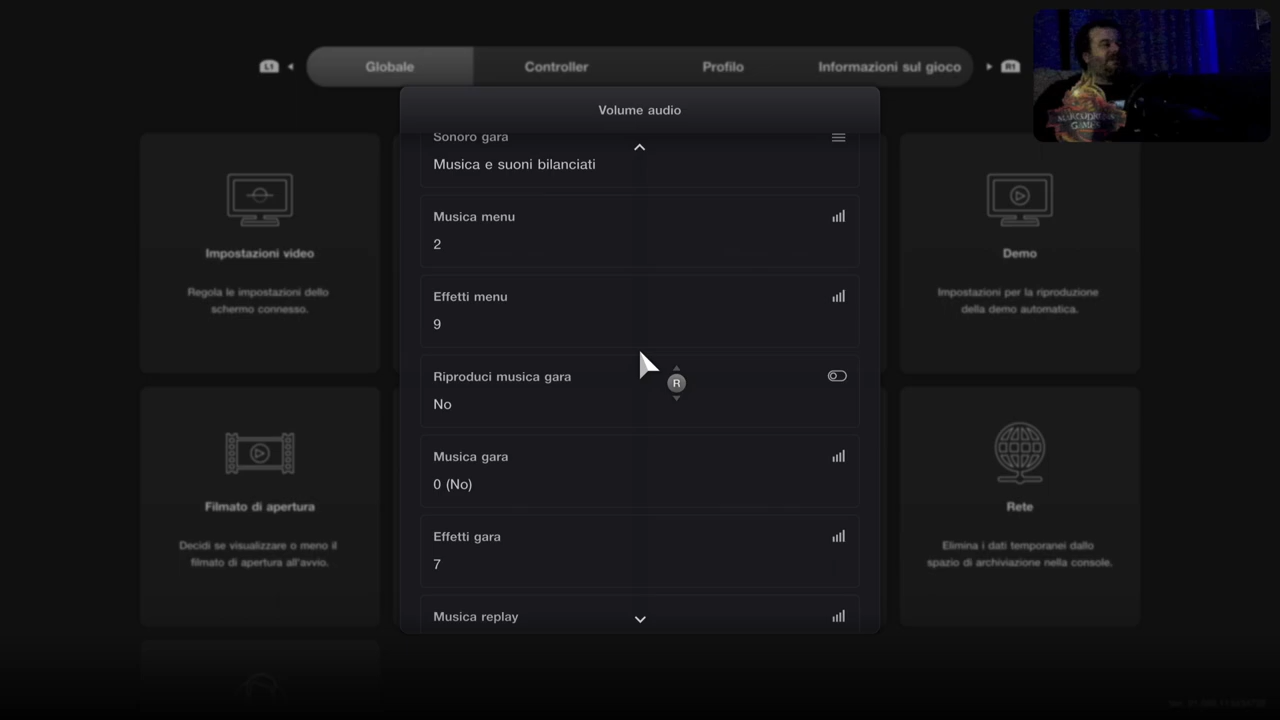 L1
Globale
Controller
Profilo
Informazioni sul gioco
R1
MARCODRIVE
GAMES
Volume audio
Sonoro gara
Musica e suoni bilanciati
Musica menu
2
Effetti menu
9
Riproduci musica gara
No
R
Musica gara
0 (No)
Effetti gara
7
Musica replay
Impostazioni video
Regola le impostazioni dello
schermo connesso.
Demo
Impostazioni per la riproduzione
della demo automatica.
Filmato di apertura
Decidi se visualizzare o meno il
filmato di apertura all'avvio.
Rete
Elimina i dati temporanei dallo
spazio di archiviazione nella console.